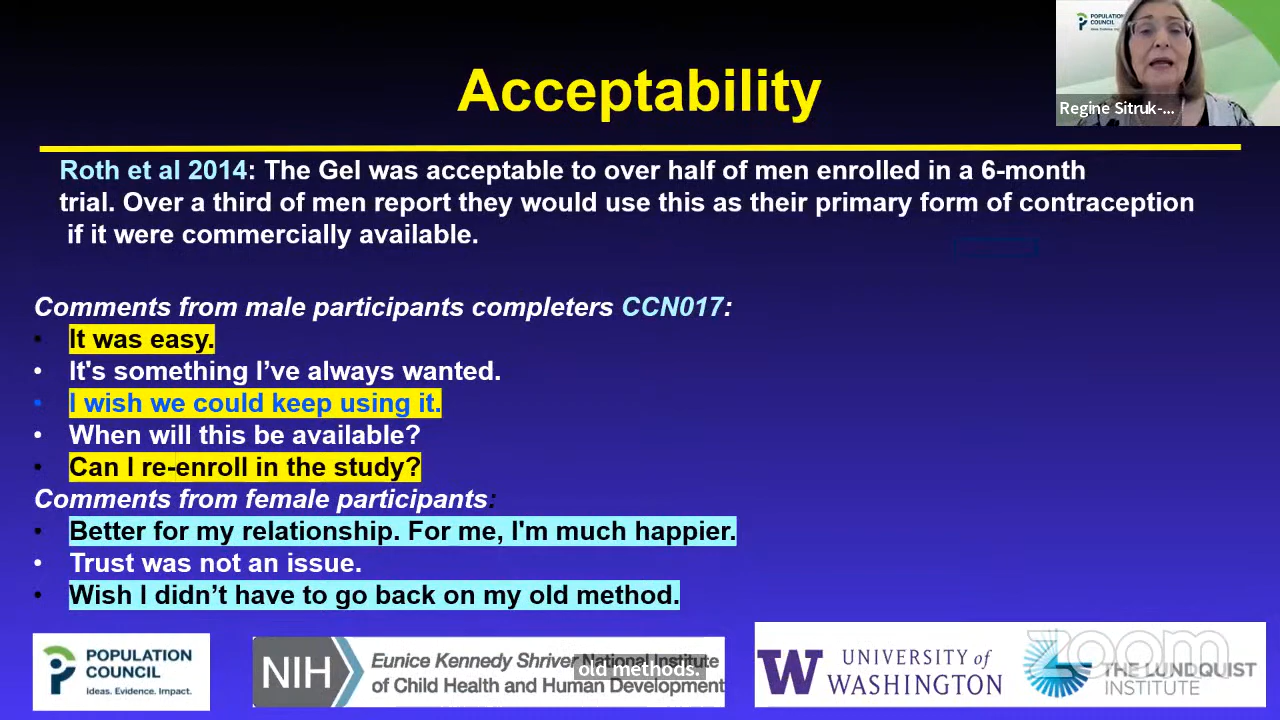 POPULATION
COUNCIL
Regine Sitruk-...
Acceptability
Roth et al 2014: The Gel was acceptable to over half of men enrolled in a 6-month
trial. Over a third of men report they would use this as their primary form of contraception
if it were commercially available.
Comments from male participants completers CCN017:
• It was easy.
• It's something I’ve always wanted.
• I wish we could keep using it.
• When will this be available?
• Can I re-enroll in the study?
Comments from female participants:
• Better for my relationship. For me, I'm much happier.
• Trust was not an issue.
• Wish I didn’t have to go back on my old method.
POPULATION
COUNCIL
Ideas. Evidence. Impact.
NIH
Eunice Kennedy Shriver National Institute
of Child Health and Human Development
old methods.
W UNIVERSITY of
WASHINGTON
THE LUNDQUIST
INSTITUTE
zoom